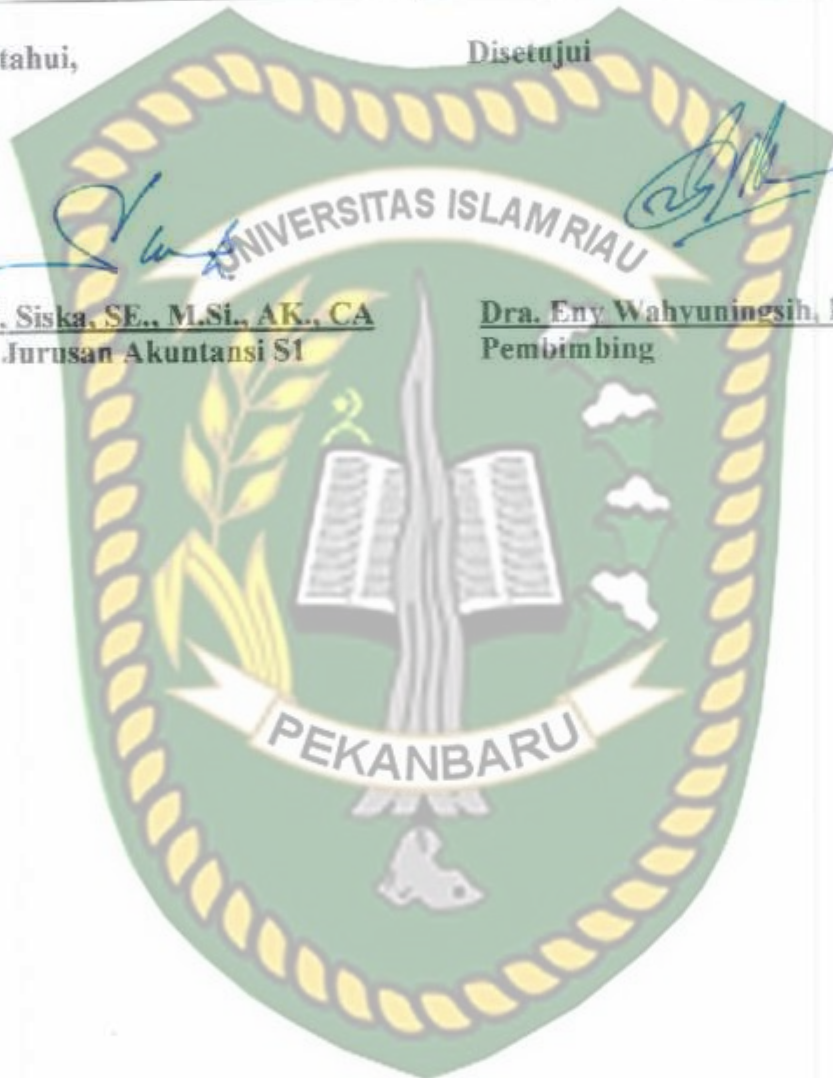 tahui,
Disetujui
UNIVERSITAS ISLAM RIAU
. Siska, SE., M.Si., AK., CA
Jurusan Akuntansi S1
Dra. Eny Wahyuningsih,
Pembimbing
PEKANBARU